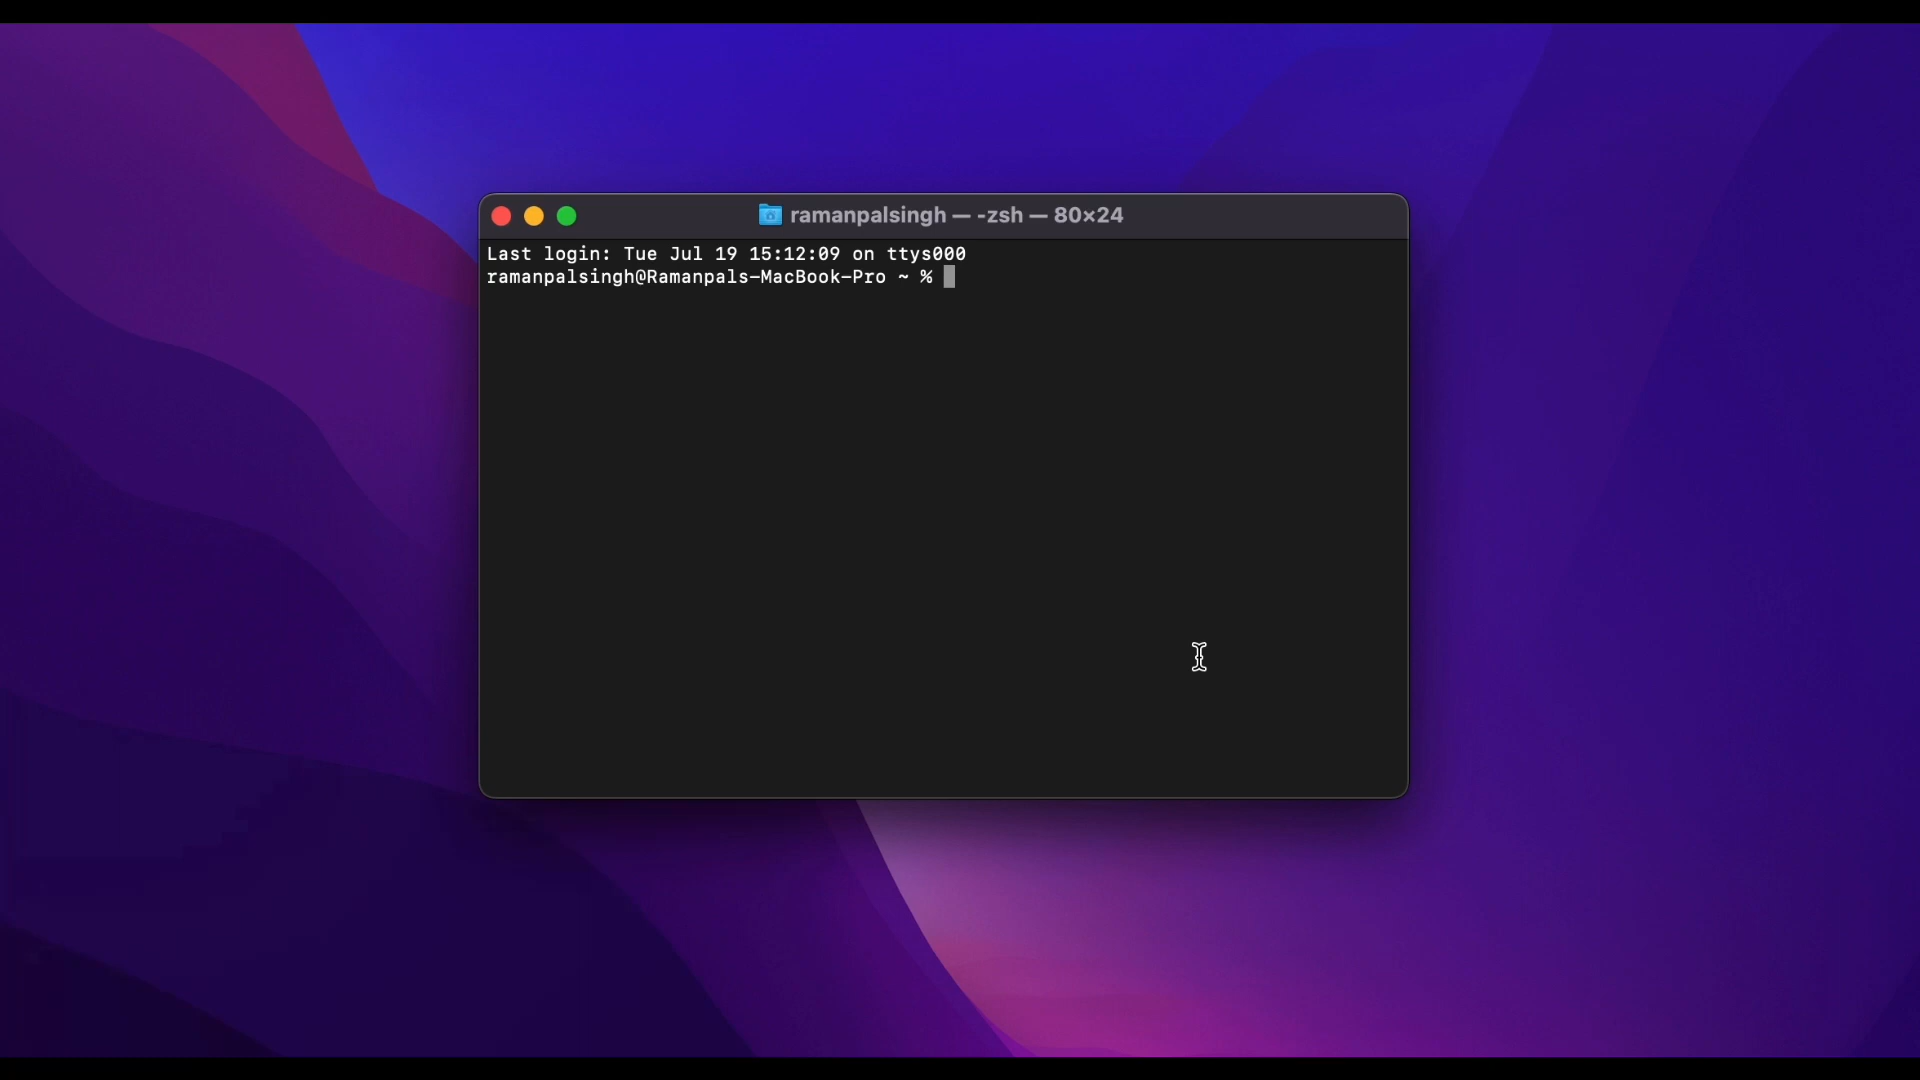 ramanpalsingh — -zsh — 80×24
Last login: Tue Jul 19 15:12:09 on ttys000
ramanpalsingh@Ramanpals-MacBook-Pro ~ %